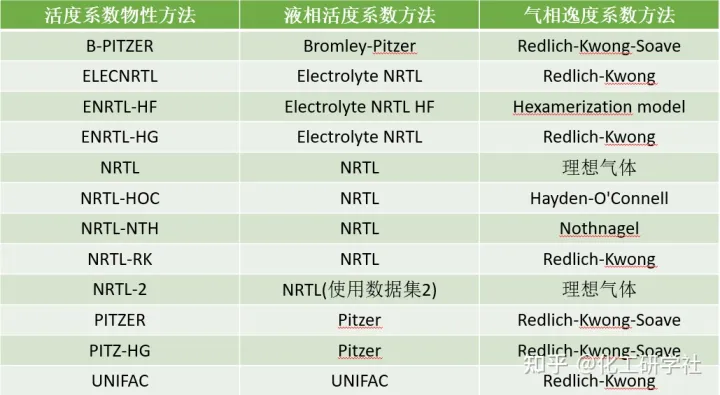 活度系数物性方法 液相活度系数方法 气相逸度系数方法
B-PITZER Bromley-Pitzer Redlich-Kwong-Soave
ELECNRTL Electrolyte NRTL Redlich-Kwong
ENRTL-HF Electrolyte NRTL HF Hexamerization model
ENRTL-HG Electrolyte NRTL Redlich-Kwong
NRTL NRTL 理想气体
NRTL-HOC NRTL Hayden-O'Connell
NRTL-NTH NRTL Nothnagel
NRTL-RK NRTL Redlich-Kwong
NRTL-2 NRTL(使用数据集2) 理想气体
PITZER Pitzer Redlich-Kwong-Soave
PITZ-HG Pitzer Redlich-Kwong-Soave
UNIFAC UNIFAC Redlich-Kwong
知乎 @化工研学社